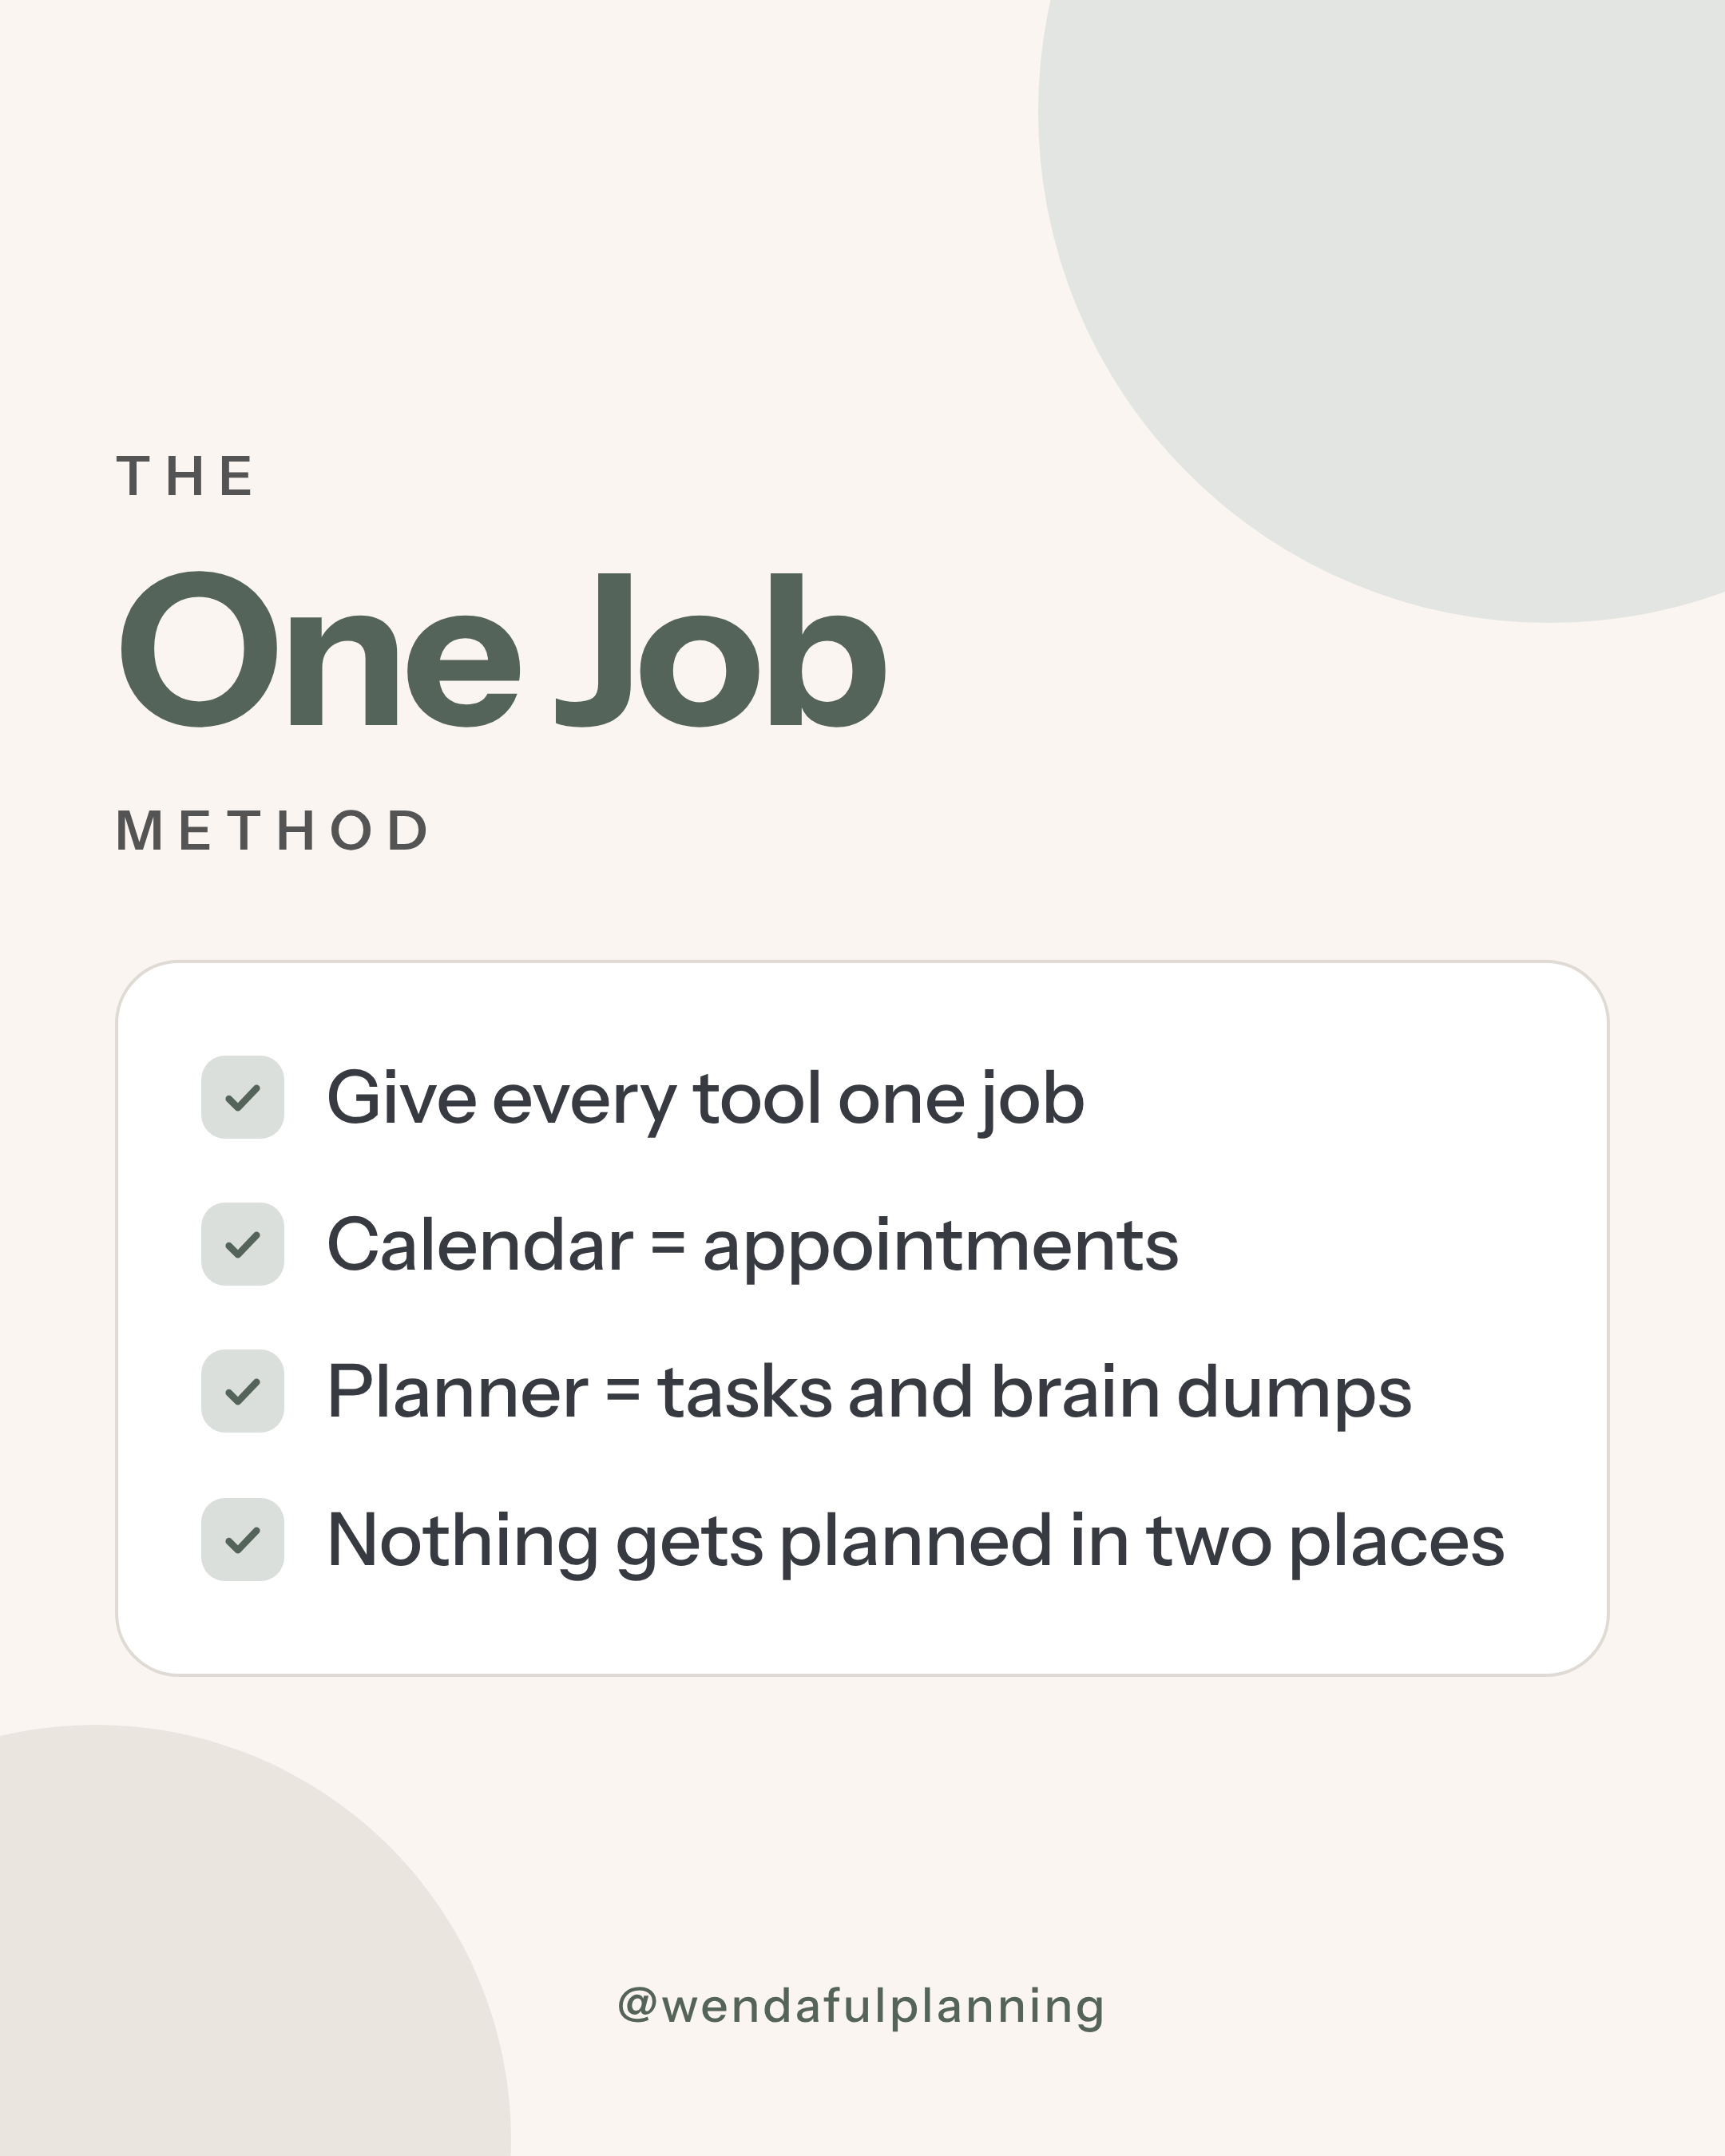 THE
One Job
METHOD
Give every tool one job
Calendar = appointments
Planner = tasks and brain dumps
Nothing gets planned in two places
@wendafulplanning